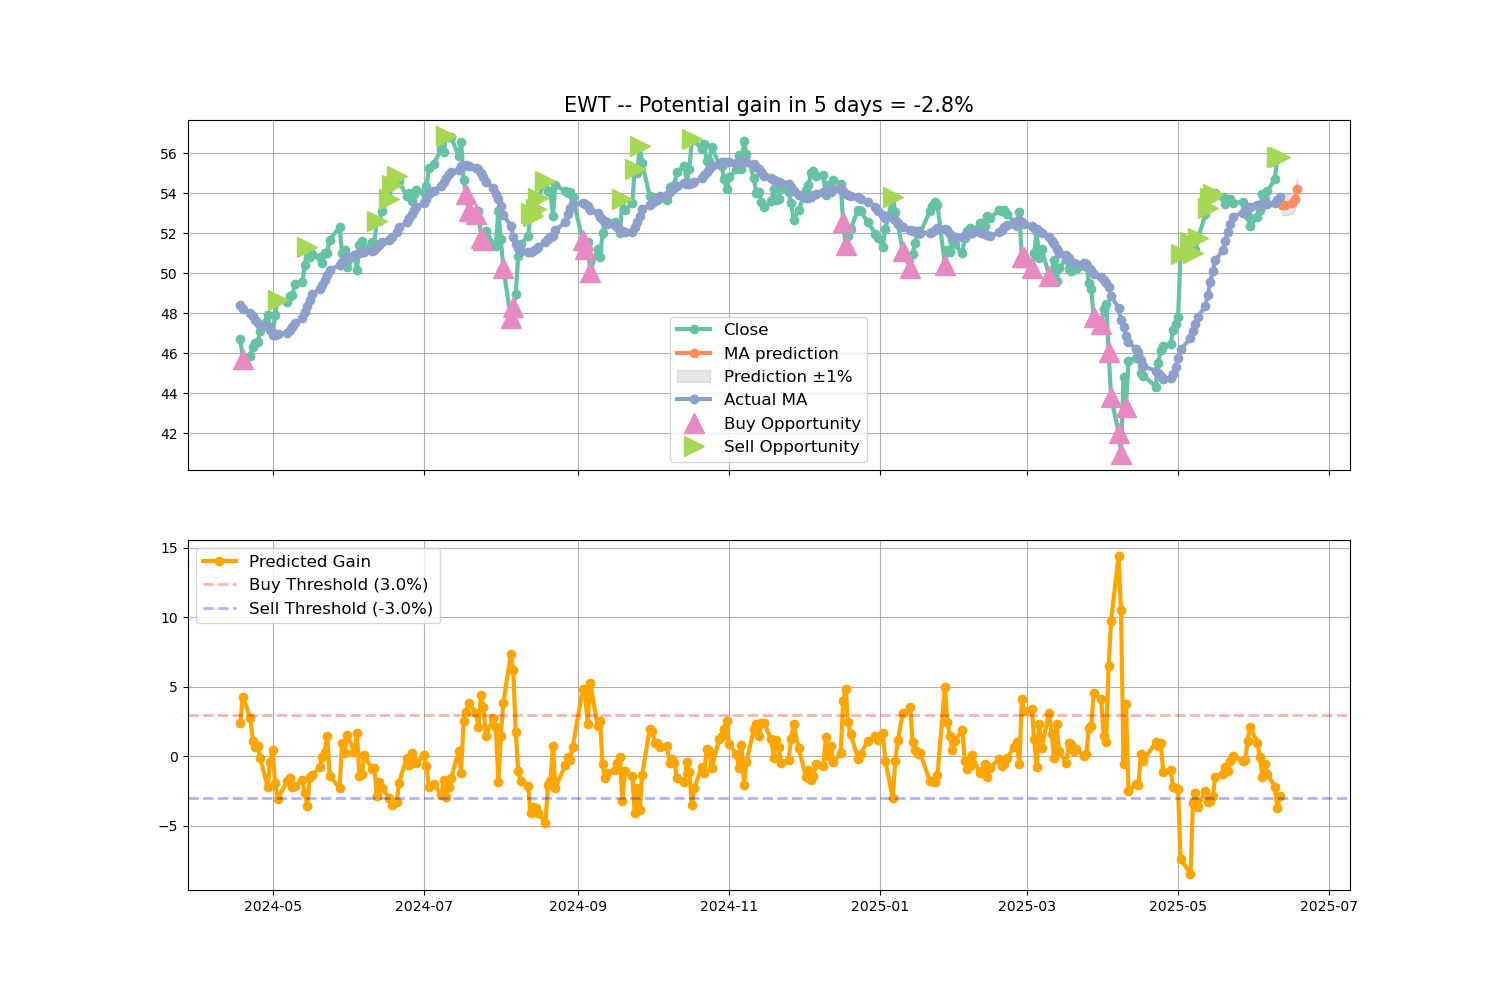 EWT -- Potential gain in 5 days = -2.8%
56
54
52
50
48
46
44
42
Close
MA prediction
Prediction ±1%
Actual MA
Buy Opportunity
Sell Opportunity
15
10
5
0
−5
Predicted Gain
Buy Threshold (3.0%)
Sell Threshold (-3.0%)
2024-05
2024-07
2024-09
2024-11
2025-01
2025-03
2025-05
2025-07